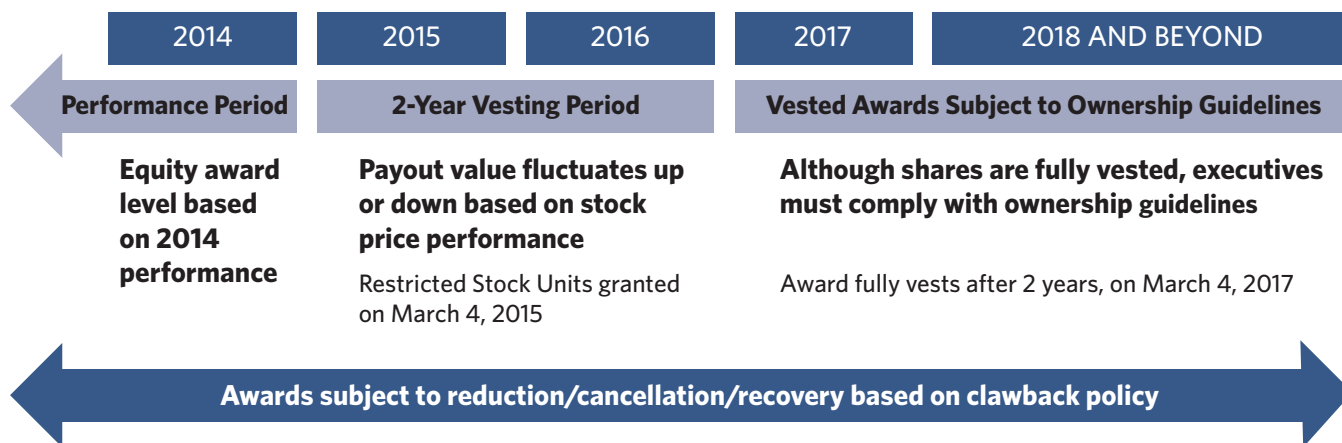 2014
2015
2016
2017
2018 AND BEYOND
Performance Period
2-Year Vesting Period
Vested Awards Subject to Ownership Guidelines
Equity award
level based
on 2014
performance
Payout value fluctuates up
or down based on stock
price performance
Restricted Stock Units granted
on March 4, 2015
Although shares are fully vested, executives
must comply with ownership guidelines
Award fully vests after 2 years, on March 4, 2017
Awards subject to reduction/cancellation/recovery based on clawback policy